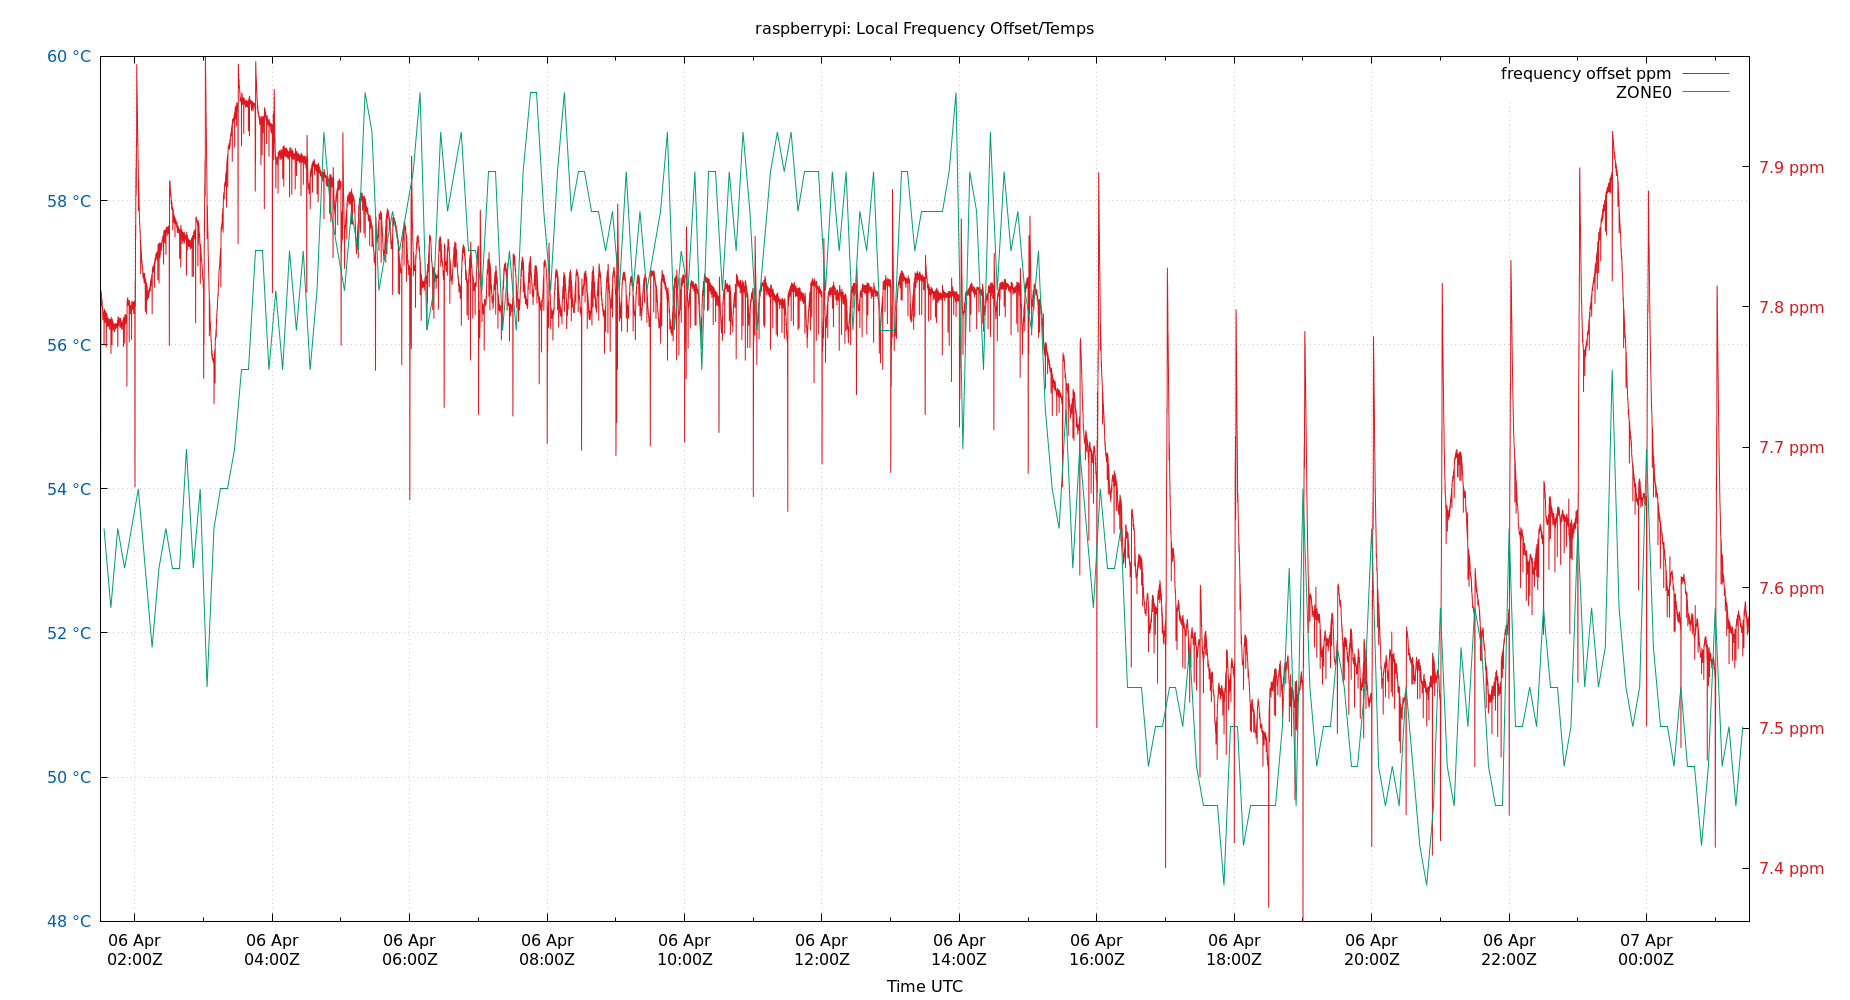 raspberrypi: Local Frequency Offset/Temps
frequency offset ppm
ZONE0
60 °C
58 °C
56 °C
54 °C
52 °C
50 °C
48 °C
7.9 ppm
7.8 ppm
7.7 ppm
7.6 ppm
7.5 ppm
7.4 ppm
06 Apr 06 Apr 06 Apr 06 Apr 06 Apr 06 Apr 06 Apr 06 Apr 06 Apr 06 Apr 06 Apr 07 Apr
02:00Z 04:00Z 06:00Z 08:00Z 10:00Z 12:00Z 14:00Z 16:00Z 18:00Z 20:00Z 22:00Z 00:00Z
Time UTC